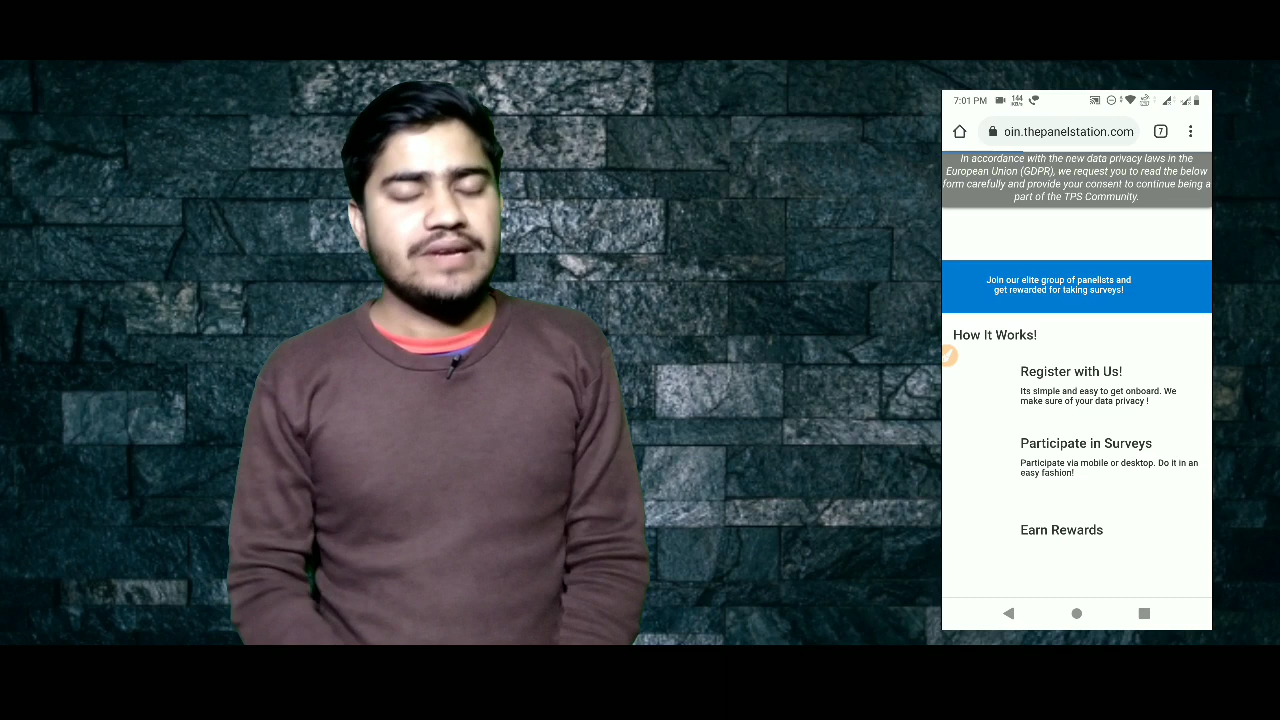 7:01 PM
144
KB/s
oin.thepanelstation.com
7
In accordance with the new data privacy laws in the
European Union (GDPR), we request you to read the below
form carefully and provide your consent to continue being a
part of the TPS Community.
Join our elite group of panelists and
get rewarded for taking surveys!
How It Works!
Register with Us!
Its simple and easy to get onboard. We
make sure of your data privacy !
Participate in Surveys
Participate via mobile or desktop. Do it in an
easy fashion!
Earn Rewards